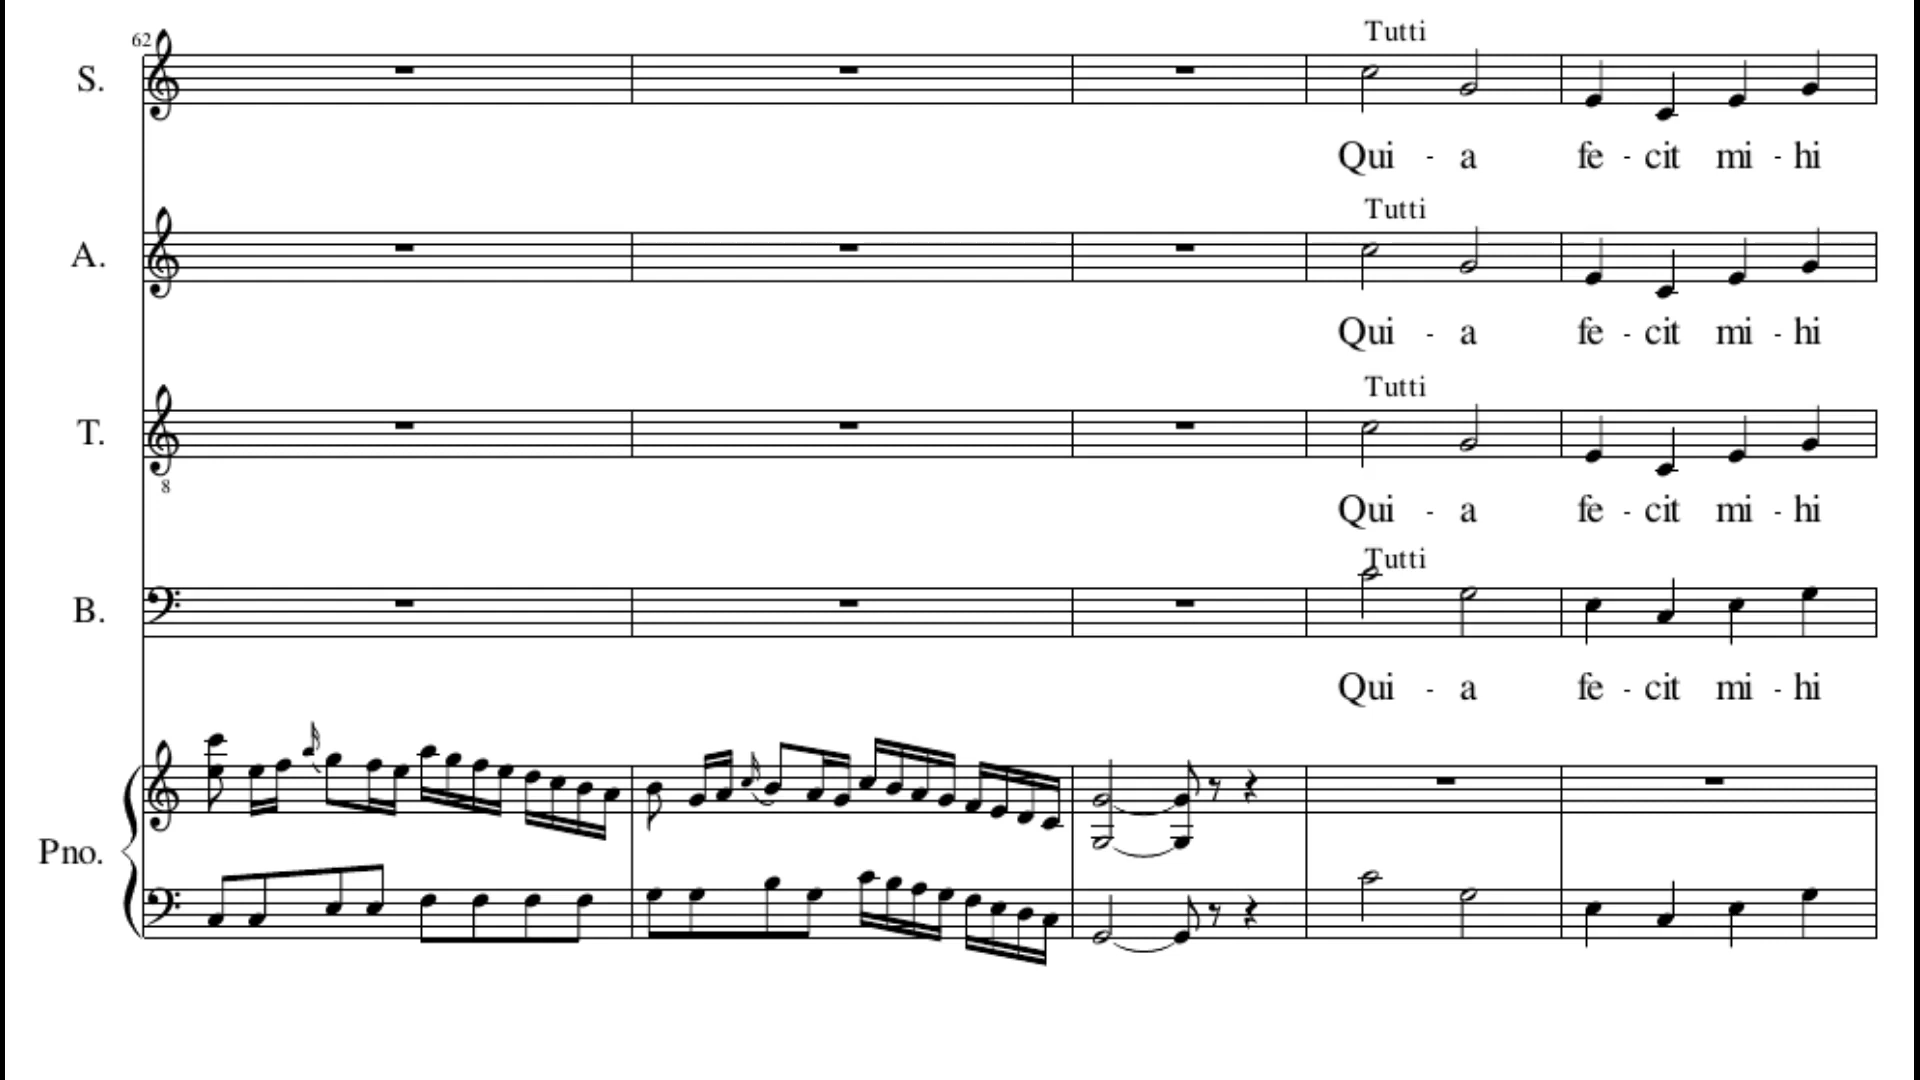 62
Tutti
S.
Qui - a fe - cit mi - hi
Tutti
A.
Qui - a fe - cit mi - hi
Tutti
T.
8
Qui - a fe - cit mi - hi
Tutti
B.
Qui - a fe - cit mi - hi
Pno.